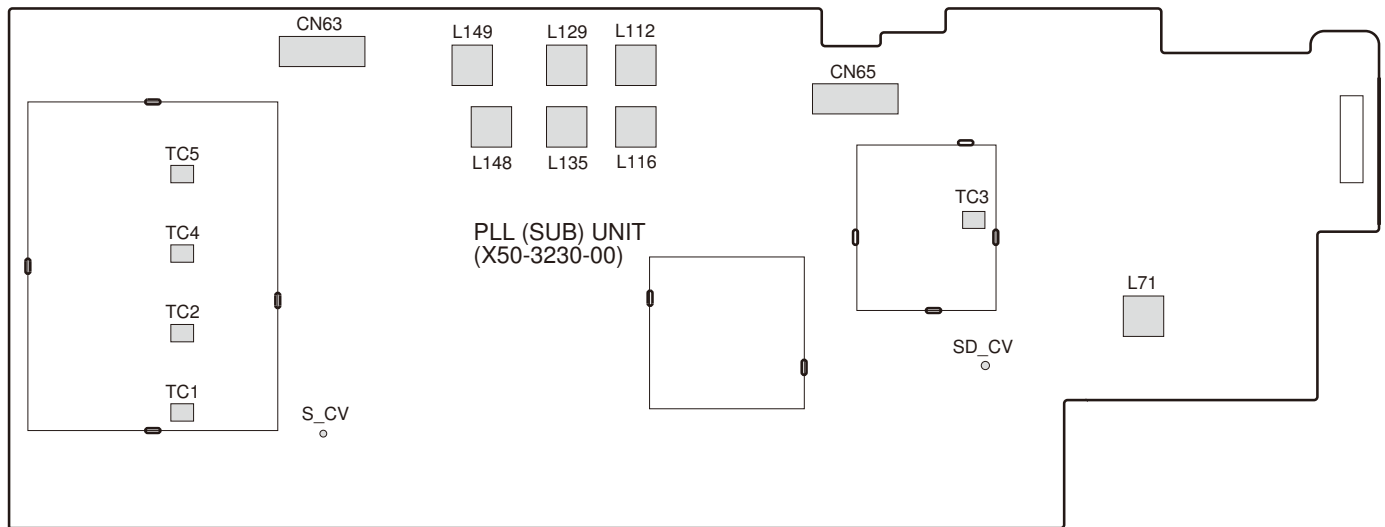 CN63
L149
L129
L112
CN65
TC5
L148
L135
L116
TC3
TC4
PLL (SUB) UNIT
(X50-3230-00)
L71
TC2
SD_CV
TC1
S_CV